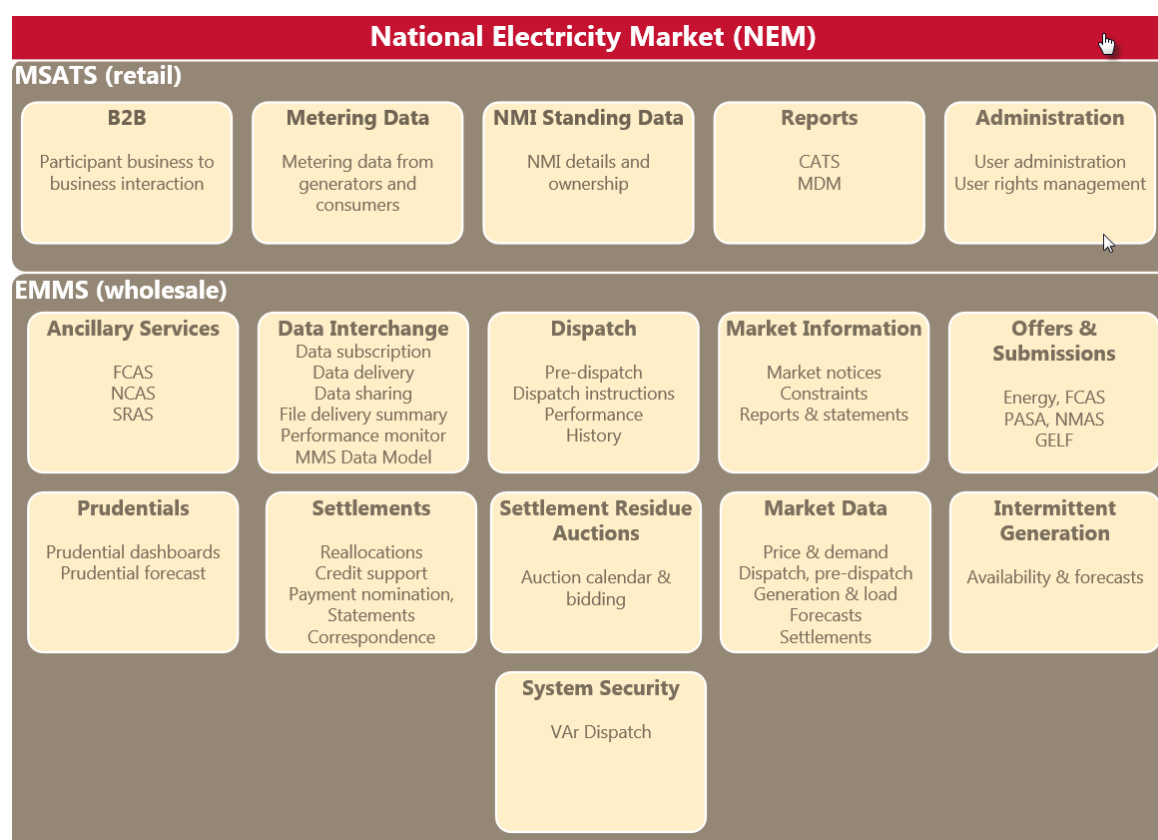 National Electricity Market (NEM)
MSATS (retail)
B2B
Participant business to
business interaction
Metering Data
Metering data from
generators and
consumers
NMI Standing Data
NMI details and
ownership
Reports
CATS
MDM
Administration
User administration
User rights management
EMMS (wholesale)
Ancillary Services
FCAS
NCAS
SRAS
Data Interchange
Data subscription
Data delivery
Data sharing
File delivery summary
Performance monitor
MMS Data Model
Dispatch
Pre-dispatch
Dispatch instructions
Performance
History
Market Information
Market notices
Constraints
Reports & statements
Offers &
Submissions
Energy, FCAS
PASA, NMAS
GELF
Prudentials
Prudential dashboards
Prudential forecast
Settlements
Reallocations
Credit support
Payment nomination,
Statements
Correspondence
Settlement Residue
Auctions
Auction calendar &
bidding
Market Data
Price & demand
Dispatch, pre-dispatch
Generation & load
Forecasts
Settlements
Intermittent
Generation
Availability & forecasts
System Security
VAr Dispatch